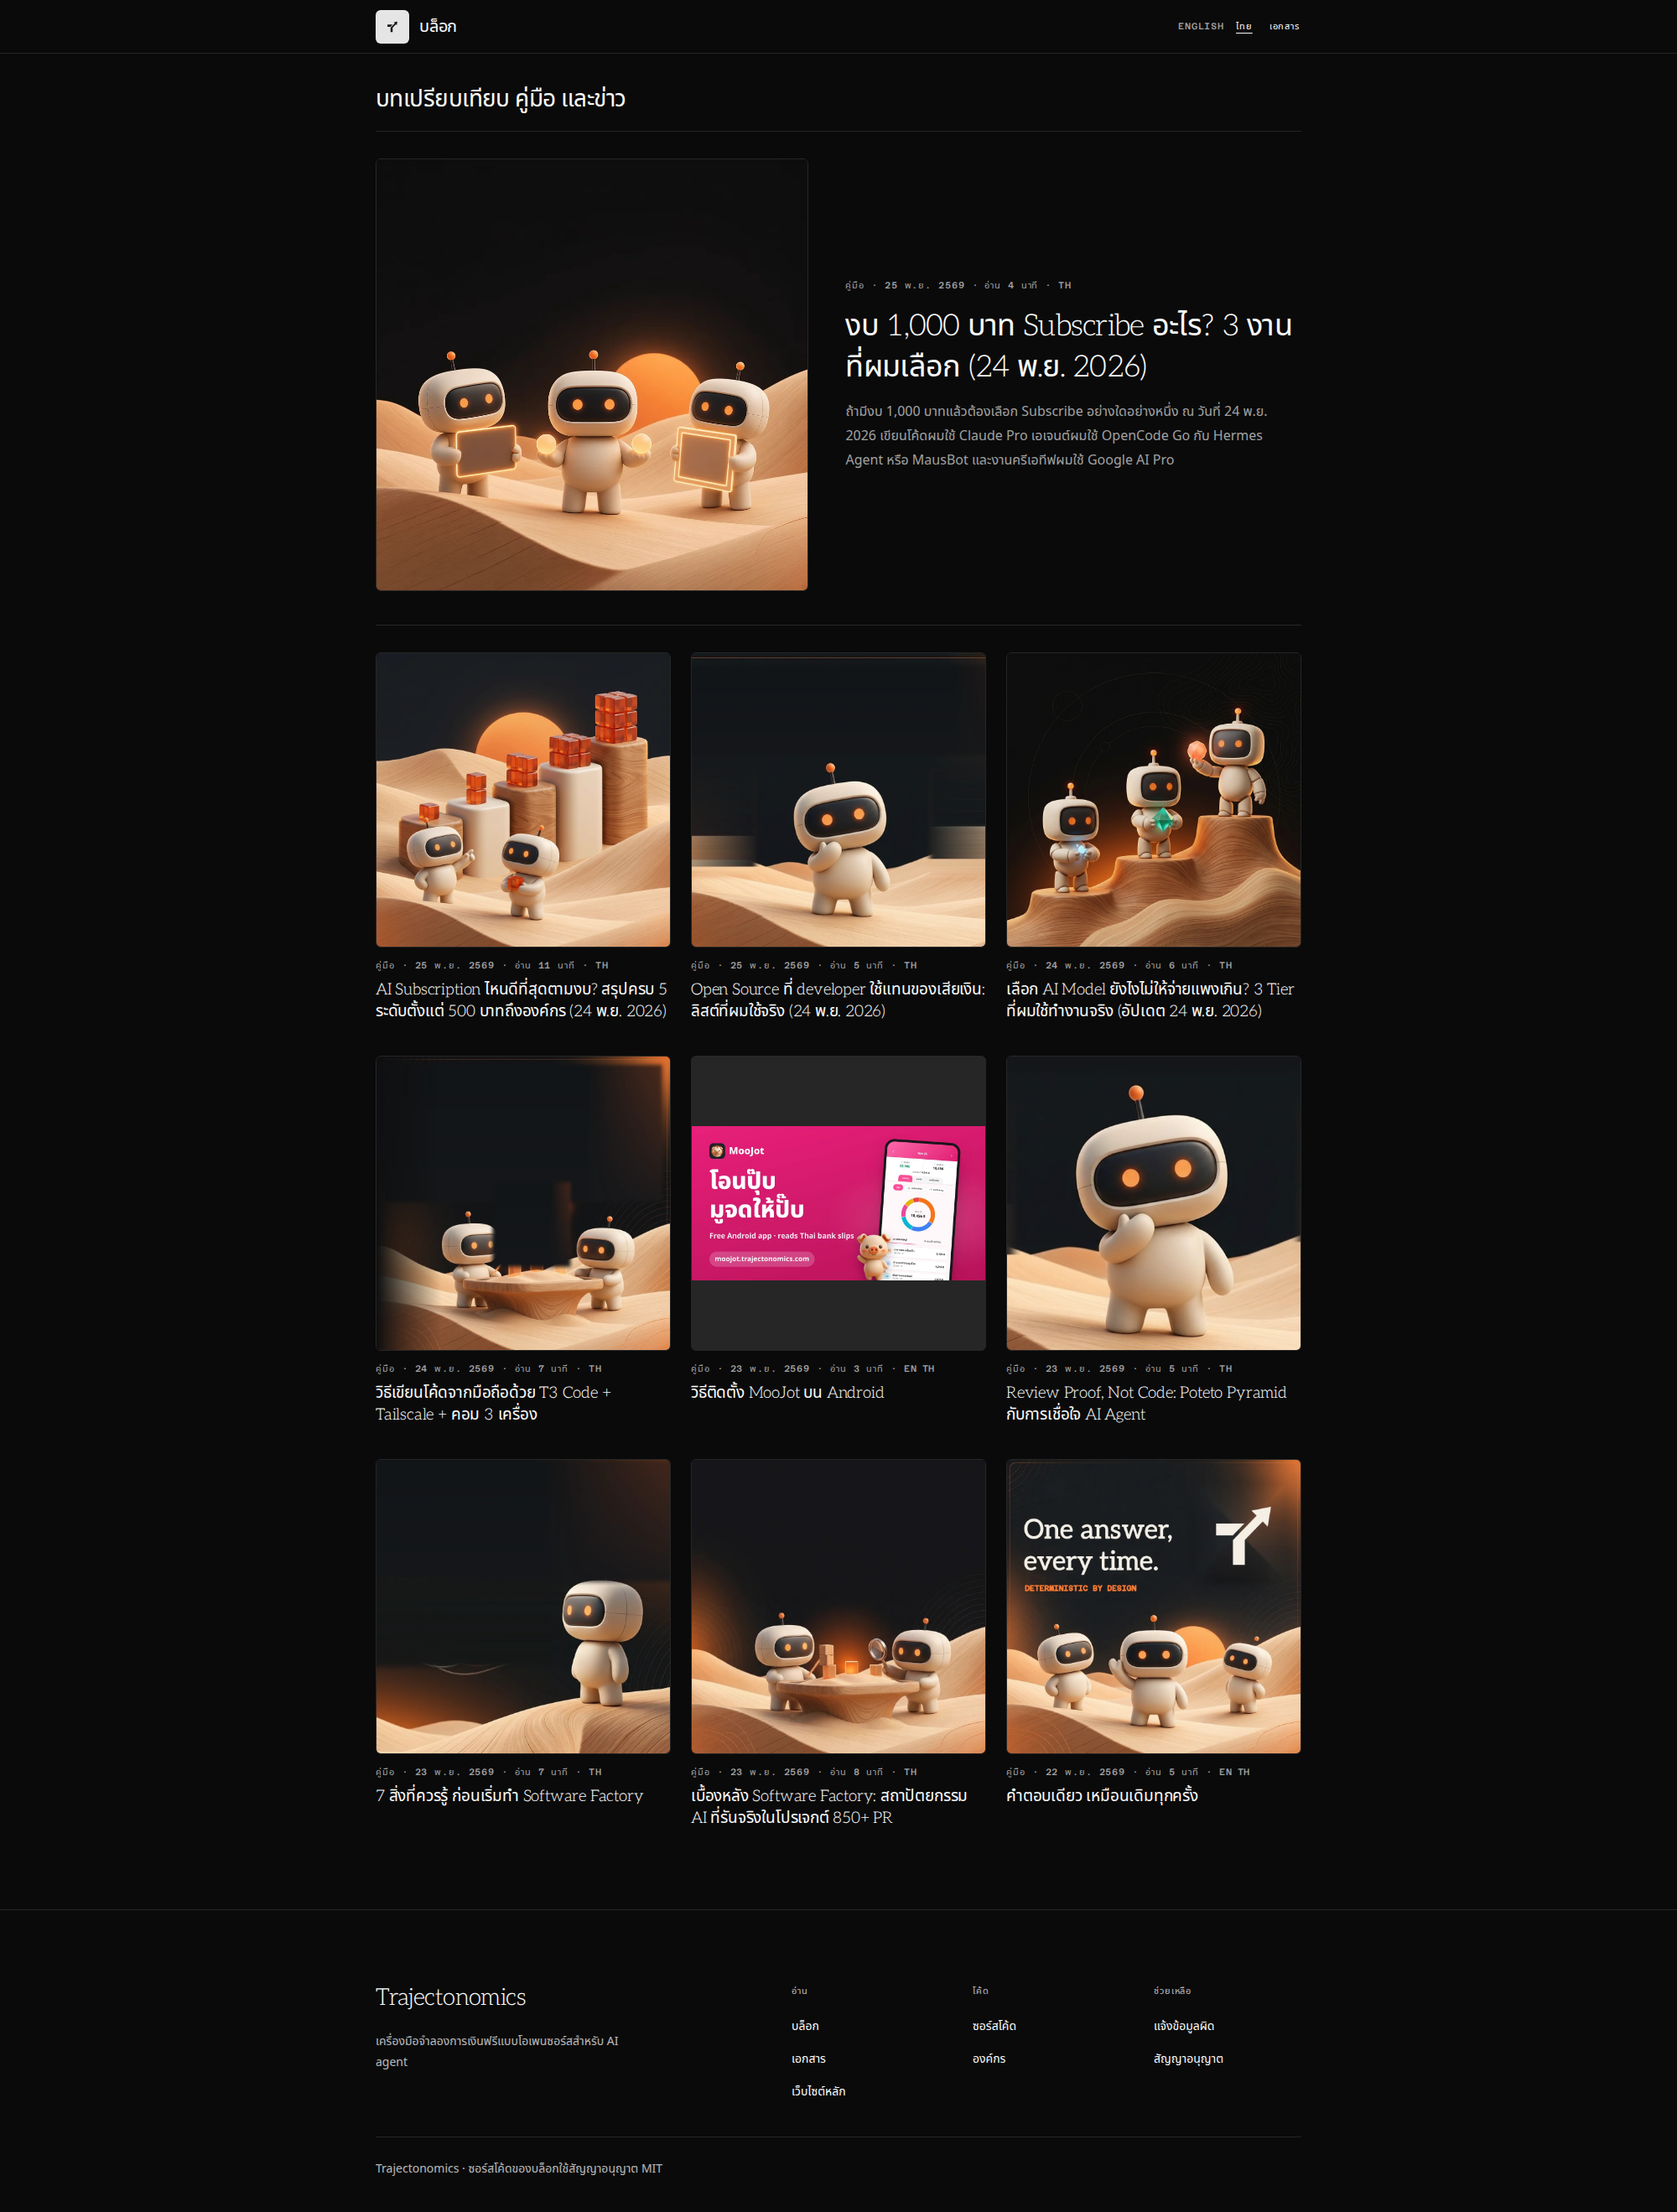 บล็อก
ENGLISH ไทย เอกสาร
บทเปรียบเทียบ คู่มือ และข่าว
คู่มือ · 25 พ.ย. 2569 · อ่าน 4 นาที · TH
งบ 1,000 บาท Subscribe อะไร? 3 งาน
ที่ผมเลือก (24 พ.ย. 2026)
ถ้ามีงบ 1,000 บาทแล้วต้องเลือก Subscribe อย่างใดอย่างหนึ่ง ณ วันที่ 24 พ.ย.
2026 เขียนโค้ดผมใช้ Claude Pro เอเจนต์ผมใช้ OpenCode Go กับ Hermes
Agent หรือ MausBot และงานครีเอทีฟผมใช้ Google AI Pro
คู่มือ · 25 พ.ย. 2569 · อ่าน 11 นาที · TH
AI Subscription ไหนดีที่สุดตามงบ? สรุปครบ 5
ระดับตั้งแต่ 500 บาทถึงองค์กร (24 พ.ย. 2026)
คู่มือ · 25 พ.ย. 2569 · อ่าน 5 นาที · TH
Open Source ที่ developer ใช้แทนของเสียเงิน:
ลิสต์ที่ผมใช้จริง (24 พ.ย. 2026)
คู่มือ · 24 พ.ย. 2569 · อ่าน 6 นาที · TH
เลือก AI Model ยังไงไม่ให้จ่ายแพงเกิน? 3 Tier
ที่ผมใช้ทำงานจริง (อัปเดต 24 พ.ย. 2026)
คู่มือ · 24 พ.ย. 2569 · อ่าน 7 นาที · TH
วิธีเขียนโค้ดจากมือถือด้วย T3 Code +
Tailscale + คอม 3 เครื่อง
MooJot
โอนปุ๊บ
มูจดให้ปั๊บ
Free Android app · reads Thai bank slips
moojot.trajectonomics.com
คู่มือ · 23 พ.ย. 2569 · อ่าน 3 นาที · EN TH
วิธีติดตั้ง MooJot บน Android
คู่มือ · 23 พ.ย. 2569 · อ่าน 5 นาที · TH
Review Proof, Not Code: Poteto Pyramid
กับการเชื่อใจ AI Agent
คู่มือ · 23 พ.ย. 2569 · อ่าน 7 นาที · TH
7 สิ่งที่ควรรู้ ก่อนเริ่มทำ Software Factory
คู่มือ · 23 พ.ย. 2569 · อ่าน 8 นาที · TH
เบื้องหลัง Software Factory: สถาปัตยกรรม
AI ที่รันจริงในโปรเจกต์ 850+ PR
One answer,
every time.
DETERMINISTIC BY DESIGN
คู่มือ · 22 พ.ย. 2569 · อ่าน 5 นาที · EN TH
คำตอบเดียว เหมือนเดิมทุกครั้ง
Trajectonomics
เครื่องมือจำลองการเงินฟรีแบบโอเพนซอร์สสำหรับ AI
agent
อ่าน
บล็อก
เอกสาร
เว็บไซต์หลัก
โค้ด
ซอร์สโค้ด
องค์กร
ช่วยเหลือ
แจ้งข้อมูลผิด
สัญญาอนุญาต
Trajectonomics · ซอร์สโค้ดของบล็อกใช้สัญญาอนุญาต MIT